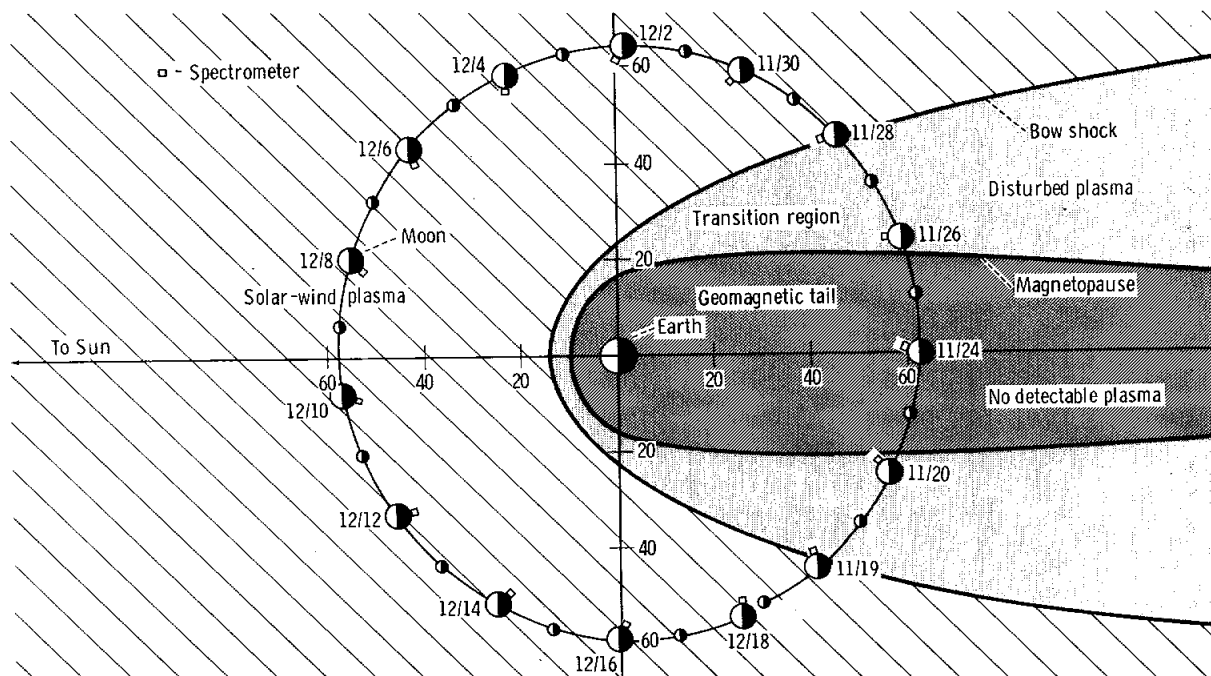 12/2
12/4
11/30
60
□ - Spectrometer
Bow shock
11/28
12/6
40
Disturbed plasma
Transition region
11/26
Moon
12/8
20
Magnetopause
Solar-wind plasma
Geomagnetic tail
Earth
To Sun
11/24
60 40 20 20 40 60
No detectable plasma
12/10
20
11/20
12/12
40
11/19
12/14
12/18
60
12/16